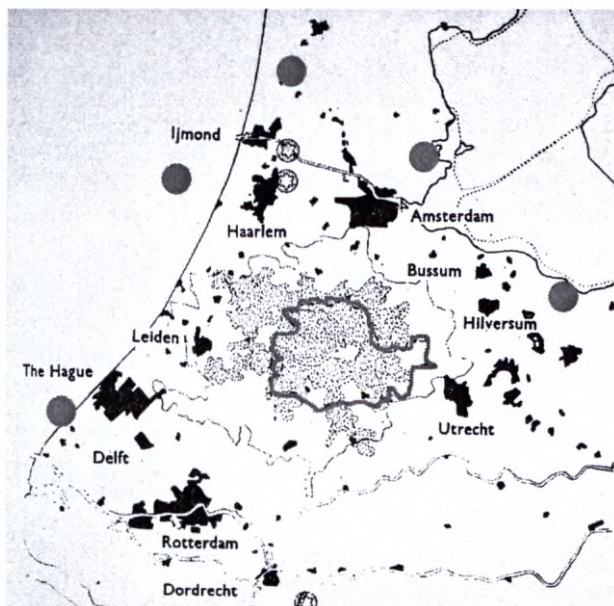 Ijmond
Haarlem
Amsterdam
Bussum
Leiden
Hilversum
The Hague
Utrecht
Delft
Rotterdam
Dordrecht